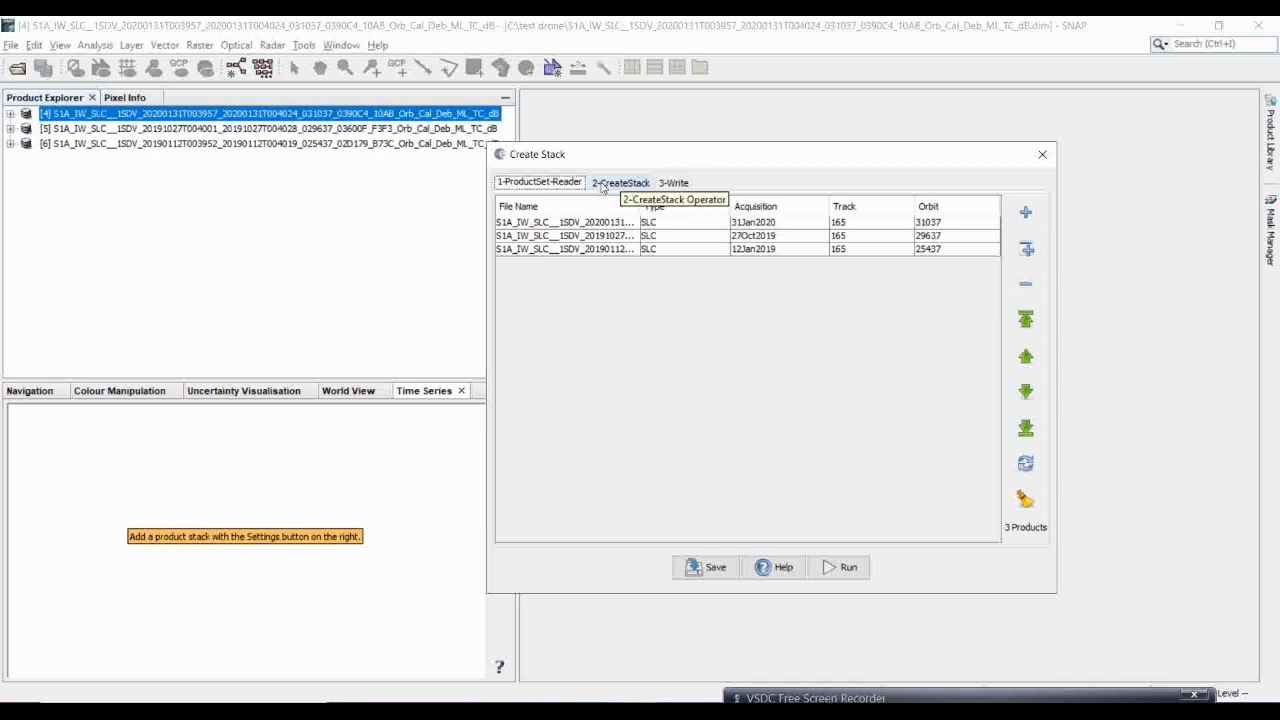 [4] S1A_IW_SLC__1SDV_20200131T003957_20200131T004024_031037_0390C4_10AB_Orb_Cal_Deb_ML_TC_dB - [C:\test drone\S1A_IW_SLC__1SDV_20200131T003957_20200131T004024_031037_0390C4_10AB_Orb_Cal_Deb_ML_TC_dB.dim] - SNAP
File Edit View Analysis Layer Vector Raster Optical Radar Tools Window Help
Search (Ctrl+I)
GCP GCP
Product Explorer Pixel Info
[4] S1A_IW_SLC__1SDV_20200131T003957_20200131T004024_031037_0390C4_10AB_Orb_Cal_Deb_ML_TC_dB
[5] S1A_IW_SLC__1SDV_20191027T004001_20191027T004028_029637_03600F_F3F3_Orb_Cal_Deb_ML_TC_dB
[6] S1A_IW_SLC__1SDV_20190112T003952_20190112T004019_025437_02D179_B73C_Orb_Cal_Deb_ML_TC_
Product Library
Mask Manager
Create Stack
1-ProductSet-Reader 2-CreateStack 3-Write
2-CreateStack Operator
File Name Type Acquisition Track Orbit
S1A_IW_SLC__1SDV_20200131... SLC 31Jan2020 165 31037
S1A_IW_SLC__1SDV_20191027... SLC 27Oct2019 165 29637
S1A_IW_SLC__1SDV_20190112... SLC 12Jan2019 165 25437
3 Products
Save Help Run
Navigation Colour Manipulation Uncertainty Visualisation World View Time Series
Add a product stack with the Settings button on the right.
?
VSDC Free Screen Recorder
Level --